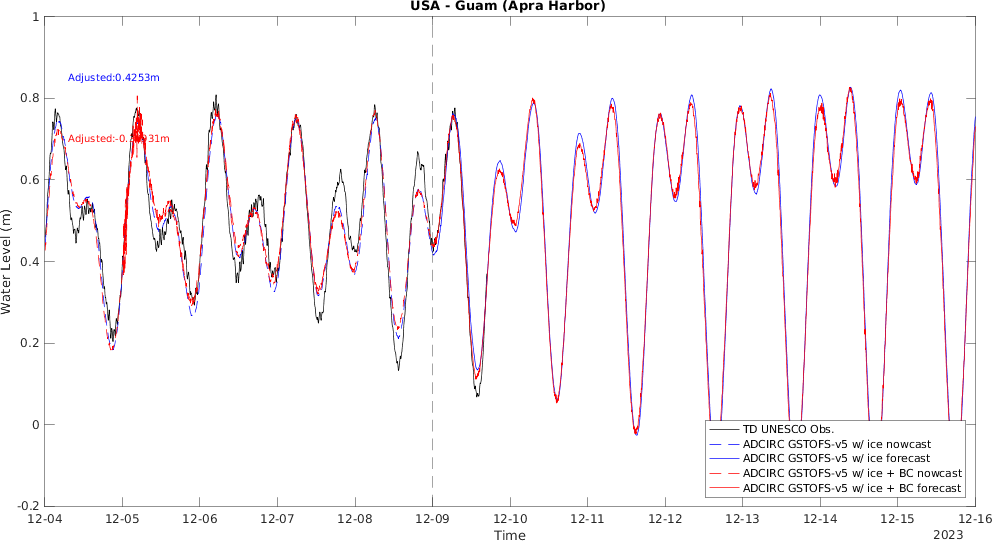 USA - Guam (Apra Harbor)
1
0.8
0.6
0.4
0.2
0
-0.2
Water Level (m)
Adjusted:0.4253m
TD UNESCO Obs.
ADCIRC GSTOFS-v5 w/ ice nowcast
ADCIRC GSTOFS-v5 w/ ice forecast
ADCIRC GSTOFS-v5 w/ ice + BC nowcast
ADCIRC GSTOFS-v5 w/ ice + BC forecast
12-04 12-05 12-06 12-07 12-08 12-09 12-10 12-11 12-12 12-13 12-14 12-15 12-16
Time
2023